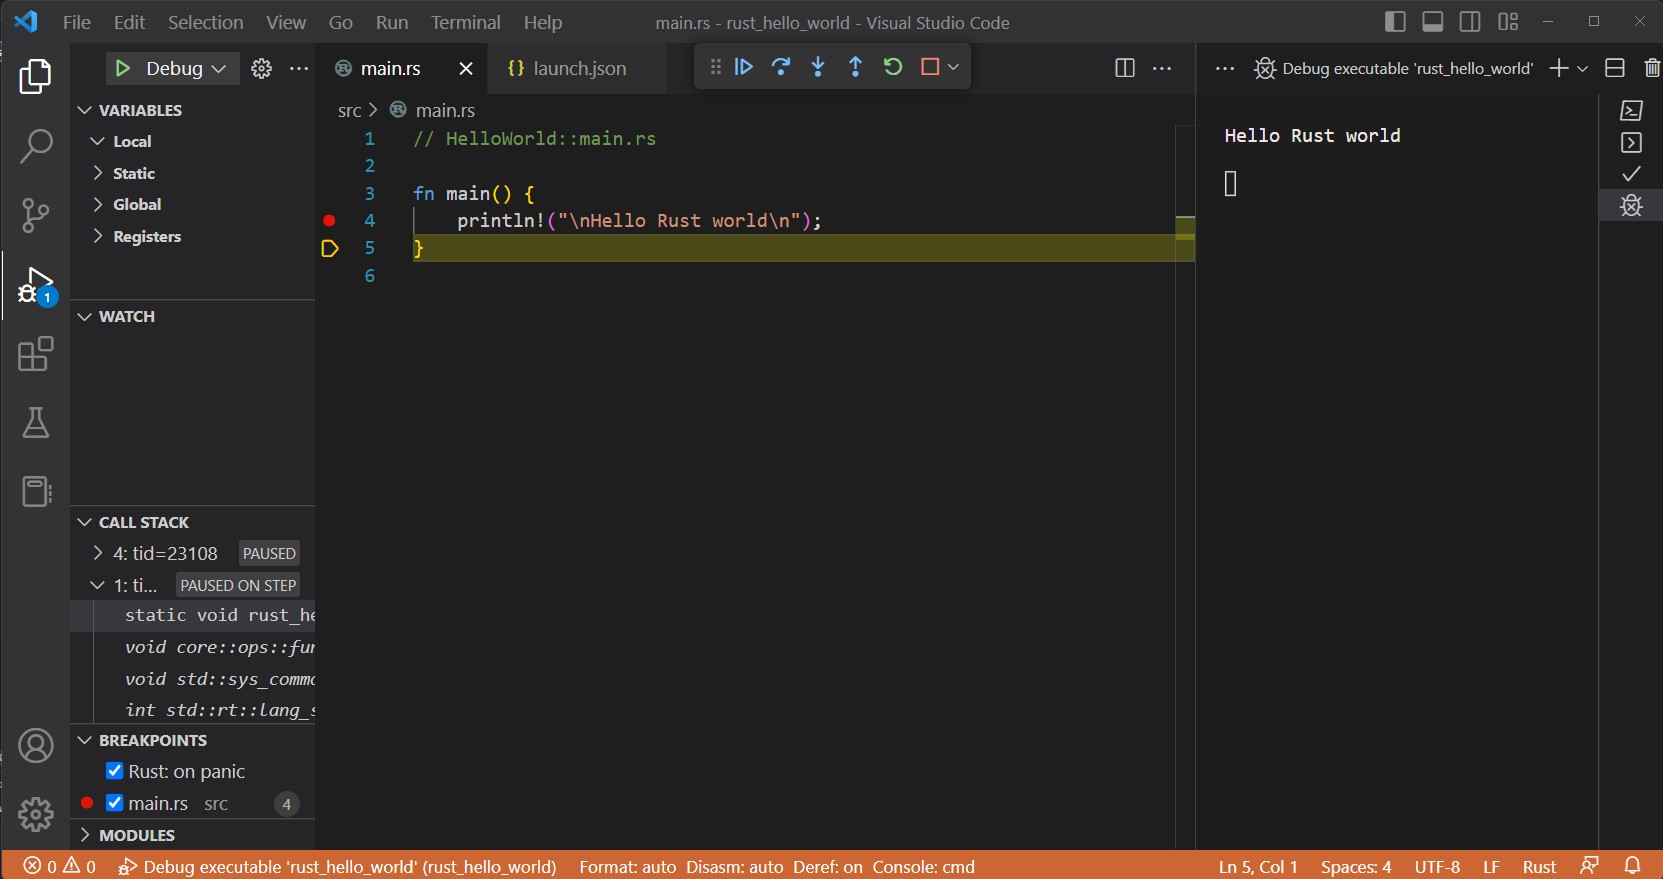 File Edit Selection View Go Run Terminal Help main.rs - rust_hello_world - Visual Studio Code
Debug main.rs {} launch.json Debug executable 'rust_hello_world'
VARIABLES
Local
Static
Global
Registers
WATCH
CALL STACK
4: tid=23108 PAUSED
1: ti... PAUSED ON STEP
static void rust_he
void core::ops::fun
void std::sys_commo
int std::rt::lang_s
BREAKPOINTS
Rust: on panic
main.rs src 4
MODULES
1
src > main.rs
1 // HelloWorld::main.rs
2
3 fn main() {
4 println!("\nHello Rust world\n");
5 }
6
Hello Rust world
0 0 Debug executable 'rust_hello_world' (rust_hello_world) Format: auto Disasm: auto Deref: on Console: cmd Ln 5, Col 1 Spaces: 4 UTF-8 LF Rust